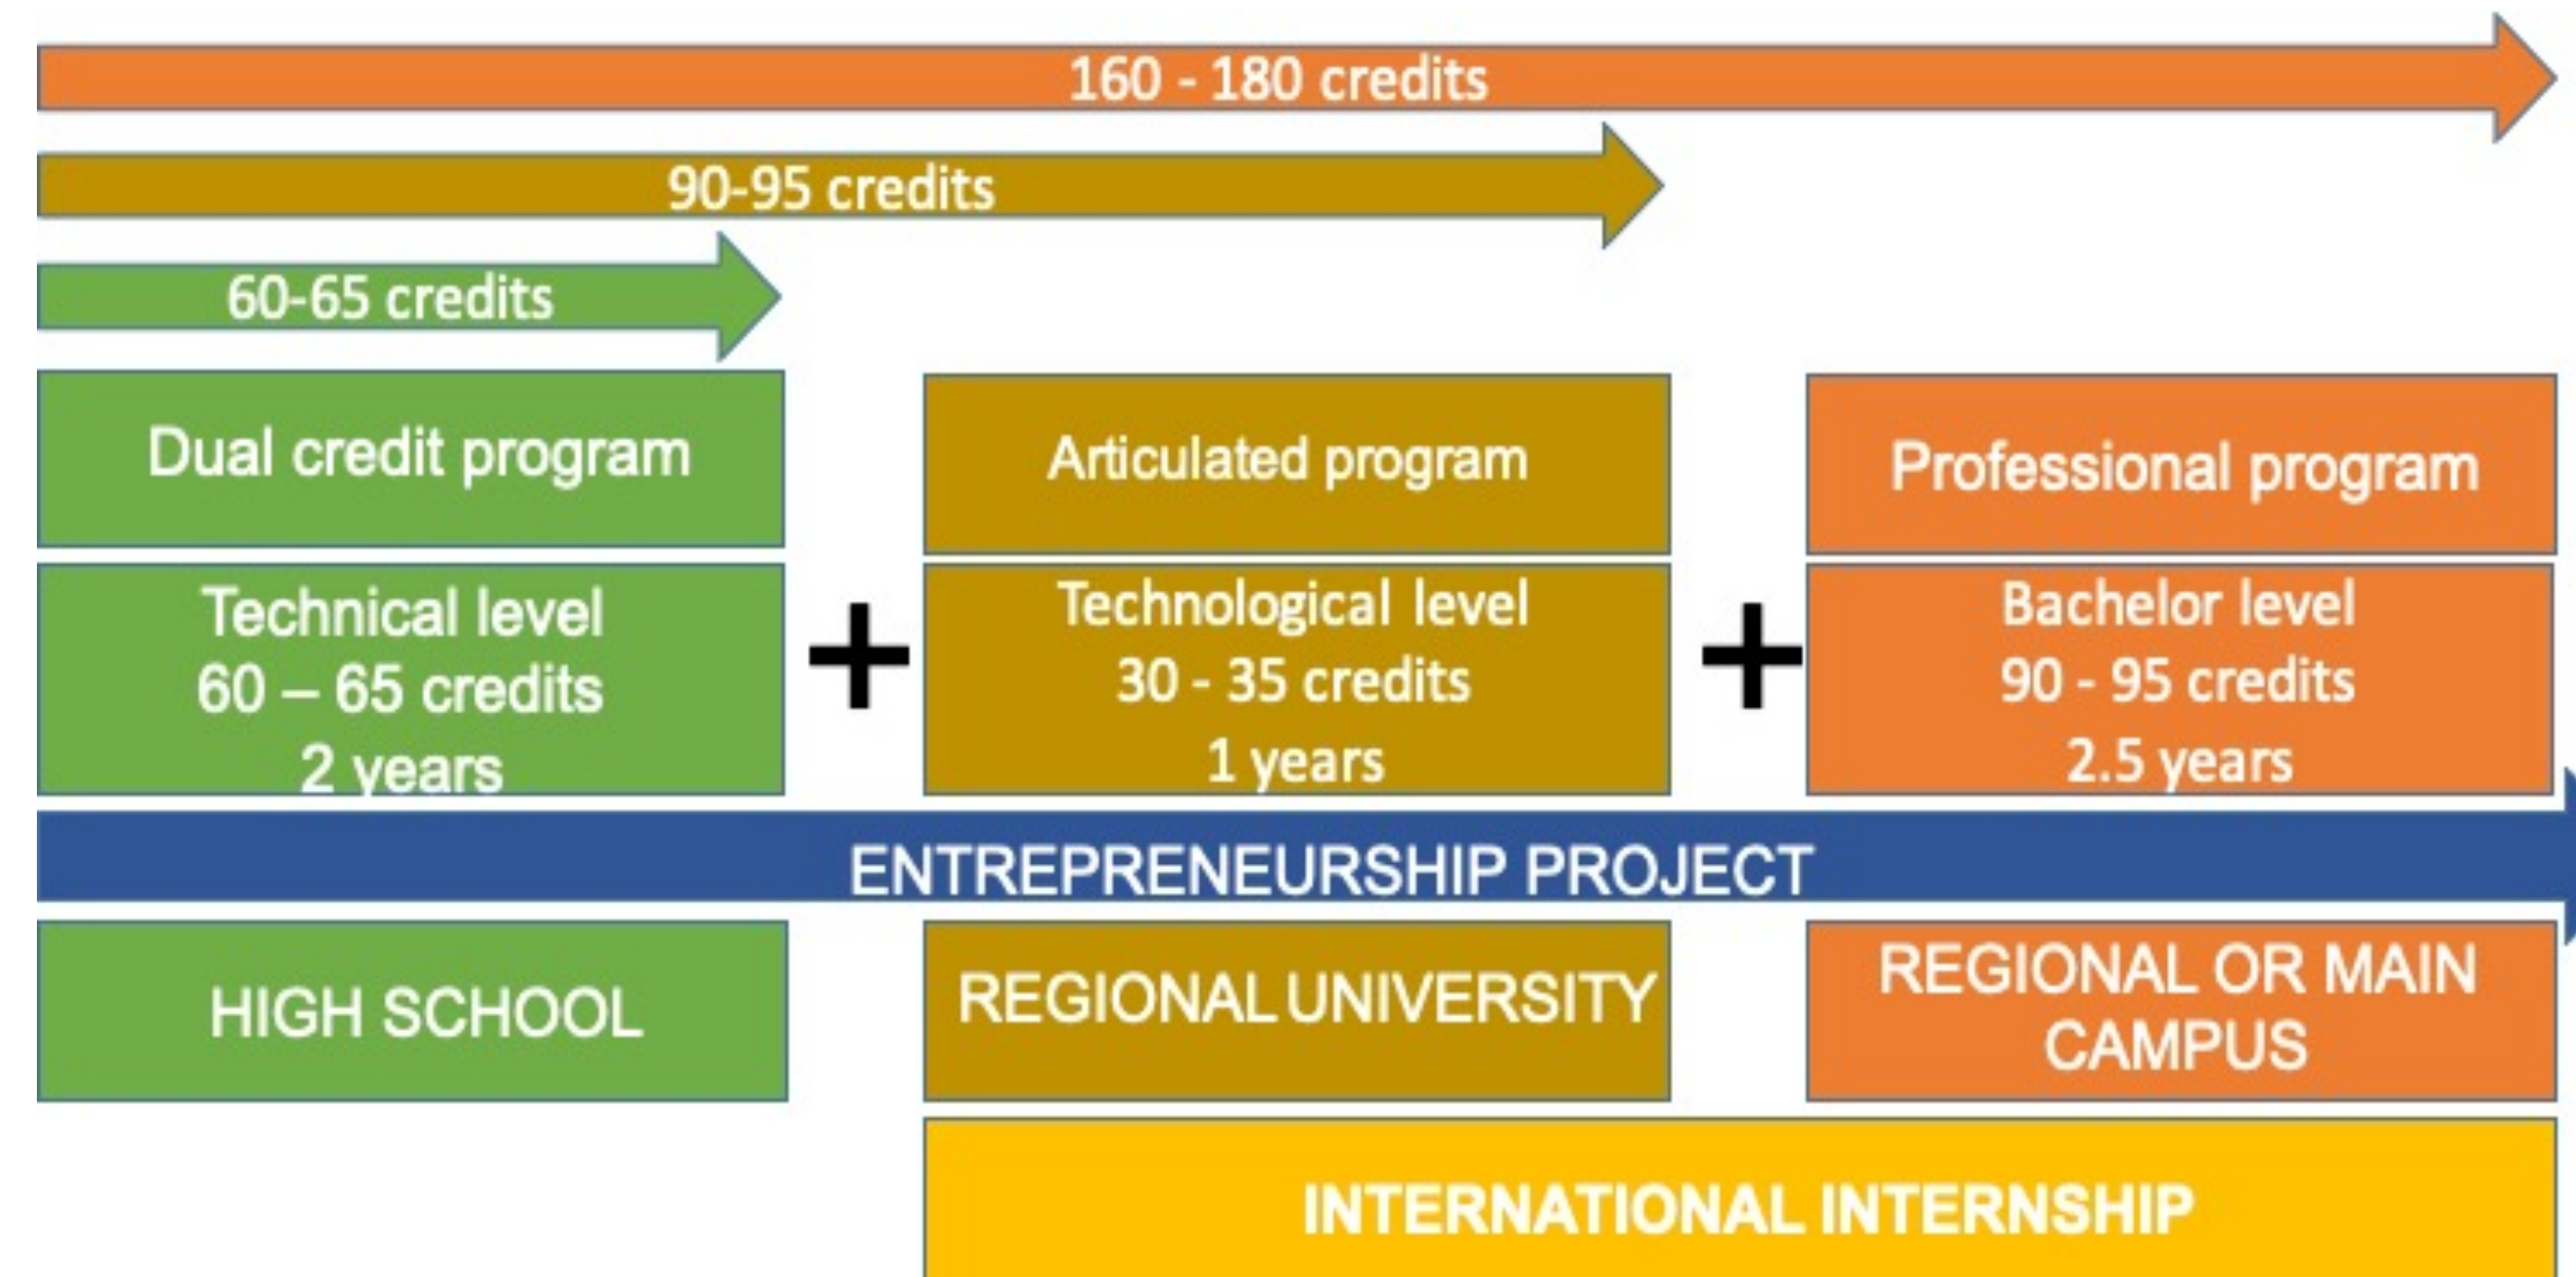 160 - 180 credits
90-95 credits
60-65 credits
Dual credit program
Articulated program
Professional program
Technical level
60 – 65 credits
2 years
Technological level
30 - 35 credits
1 years
Bachelor level
90 - 95 credits
2.5 years
ENTREPRENEURSHIP PROJECT
HIGH SCHOOL
REGIONAL UNIVERSITY
REGIONAL OR MAIN
CAMPUS
INTERNATIONAL INTERNSHIP